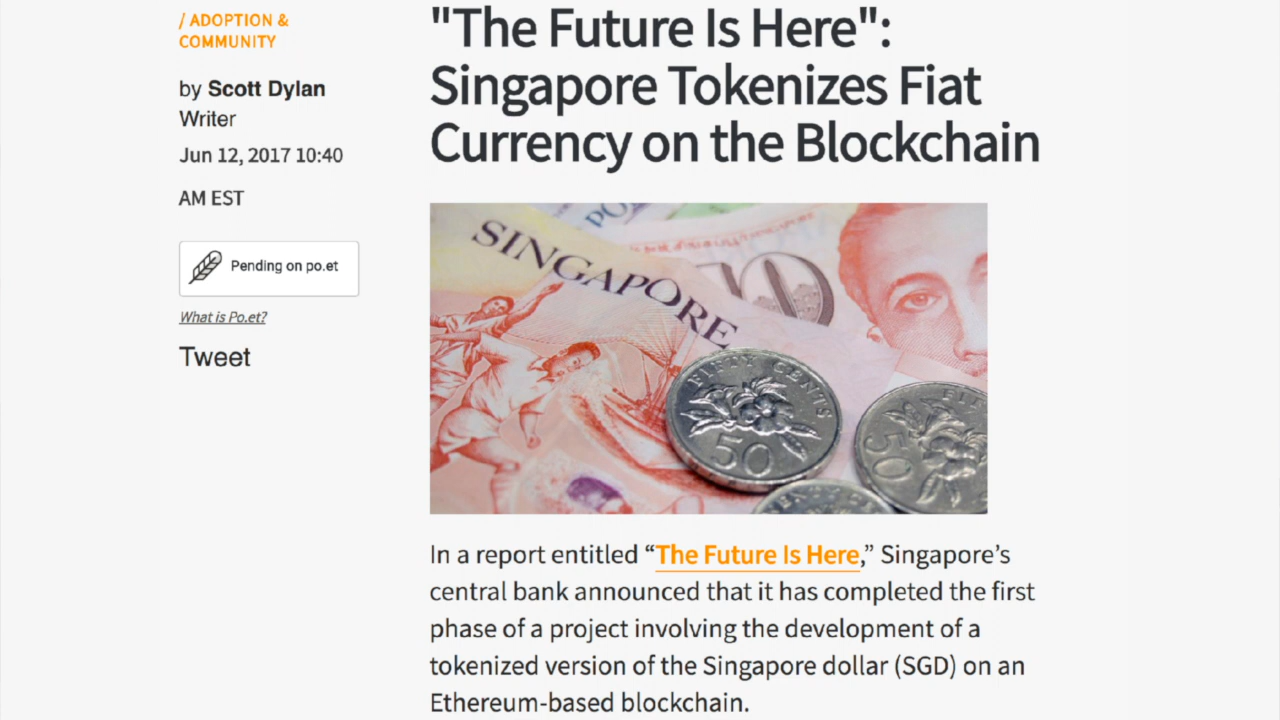 / ADOPTION &
COMMUNITY
by Scott Dylan
Writer
Jun 12, 2017 10:40
AM EST
Pending on po.et
What is Po.et?
Tweet
"The Future Is Here":
Singapore Tokenizes Fiat
Currency on the Blockchain
PO
SINGAPORE
10
FIFTY CENTS
50
FIF
50
In a report entitled “The Future Is Here,” Singapore’s
central bank announced that it has completed the first
phase of a project involving the development of a
tokenized version of the Singapore dollar (SGD) on an
Ethereum-based blockchain.